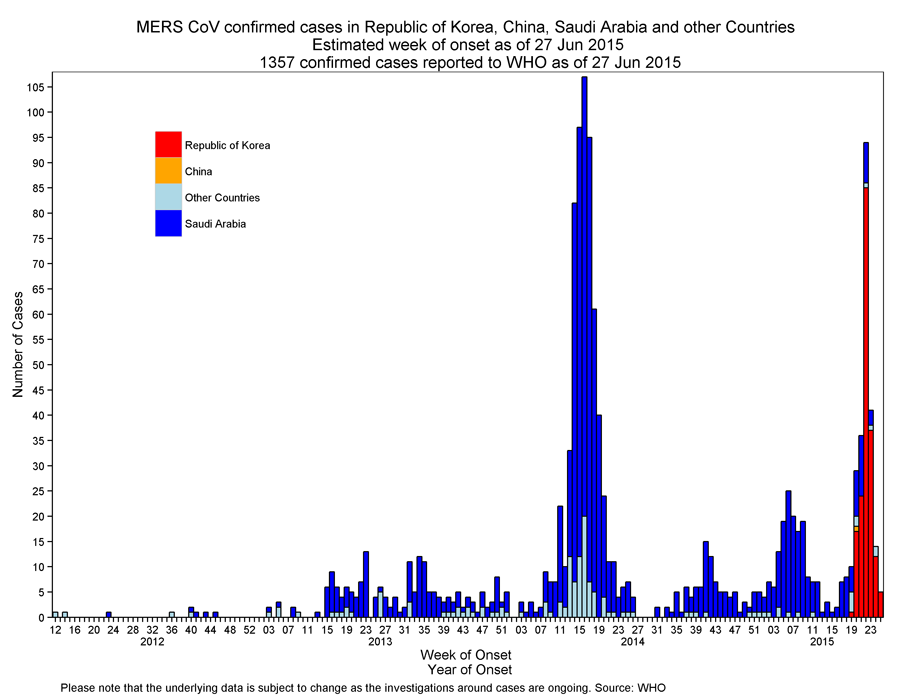 MERS CoV confirmed cases in Republic of Korea, China, Saudi Arabia and other Countries
Estimated week of onset as of 27 Jun 2015
1357 confirmed cases reported to WHO as of 27 Jun 2015
Number of Cases
105
100
95
90
85
80
75
70
65
60
55
50
45
40
35
30
25
20
15
10
5
0
Republic of Korea
China
Other Countries
Saudi Arabia
12 16 20 24 28 32 36 40 44 48 52 03 07 11 15 19 23 27 31 35 39 43 47 51 03 07 11 15 19 23 27 31 35 39 43 47 51 03 07 11 15 19 23
2012 2013 2014 2015
Week of Onset
Year of Onset
Please note that the underlying data is subject to change as the investigations around cases are ongoing. Source: WHO